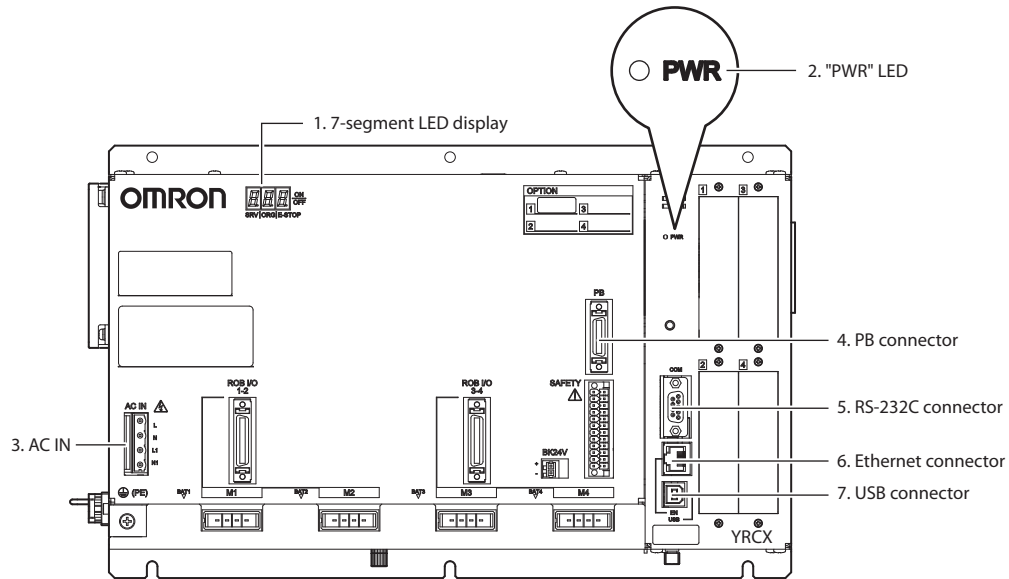 PWR
2. "PWR" LED
1. 7-segment LED display
OMRON
ON
OFF
SRV ORG E-STOP
OPTION
1 3
2 4
PWR
1 3
PB
4. PB connector
2 4
COM
ROB I/O
1-2
ROB I/O
3-4
SAFETY
AC IN
L
N
L1
N1
3. AC IN
5. RS-232C connector
BK24V
+
-
6. Ethernet connector
(PE)
BAT1
M1
BAT2
M2
BAT3
M3
BAT4
M4
7. USB connector
EN
USB
YRCX